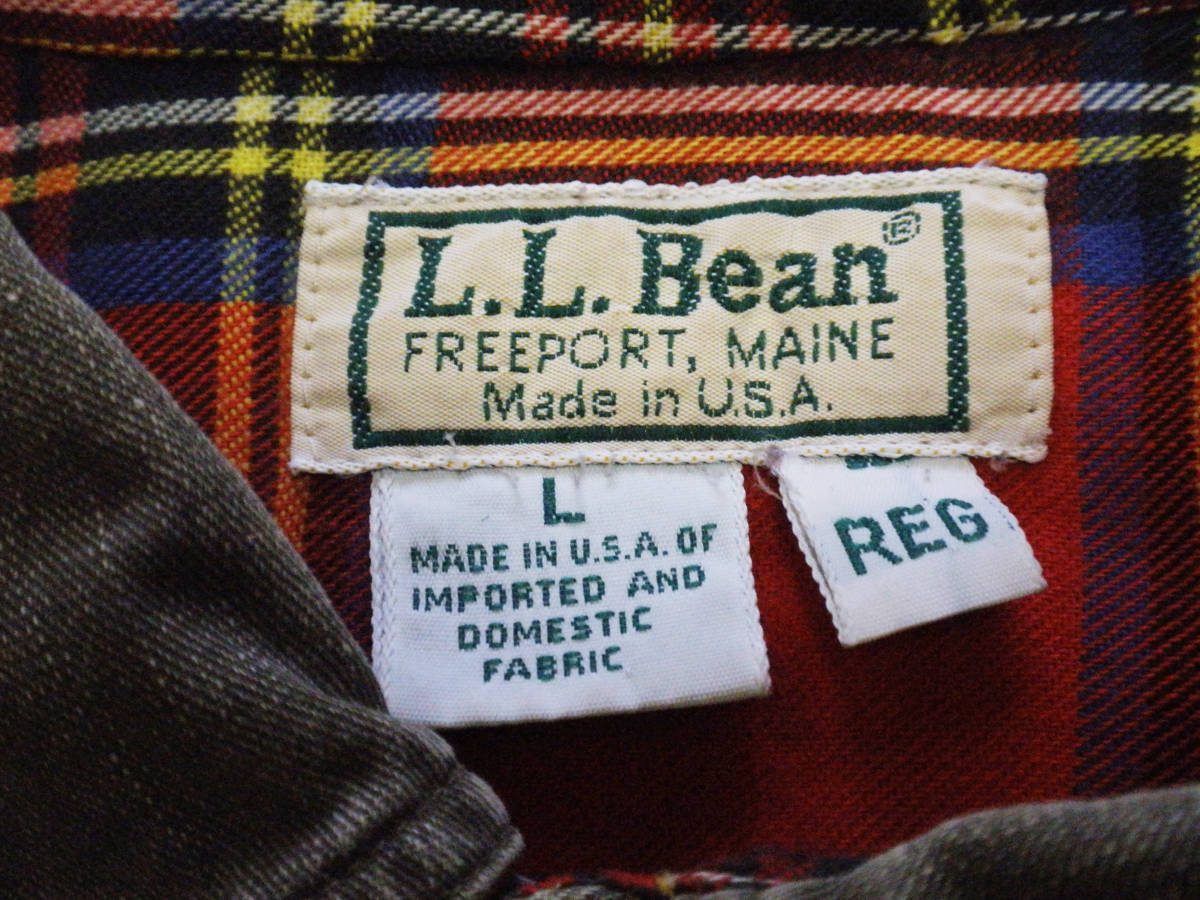 L.L.Bean®
FREEPORT, MAINE
Made in U.S.A.
L
MADE IN U.S.A. OF
IMPORTED AND
DOMESTIC
FABRIC
REG